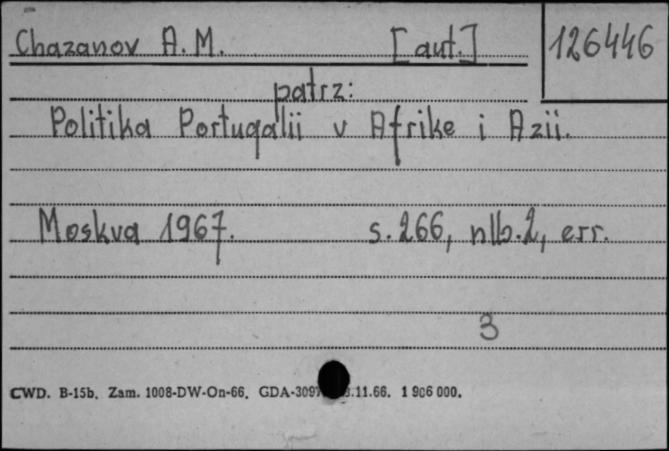 Chazanov A. M. [aut.] 126446
patrz:
Politika Portugalii v Afrike i Azii.
Moskva 1967. s. 266, nlb. 2, err.
3
CWD. B-15b. Zam. 1008-DW-On-66. GDA-309 .11.66. 1 906 000.